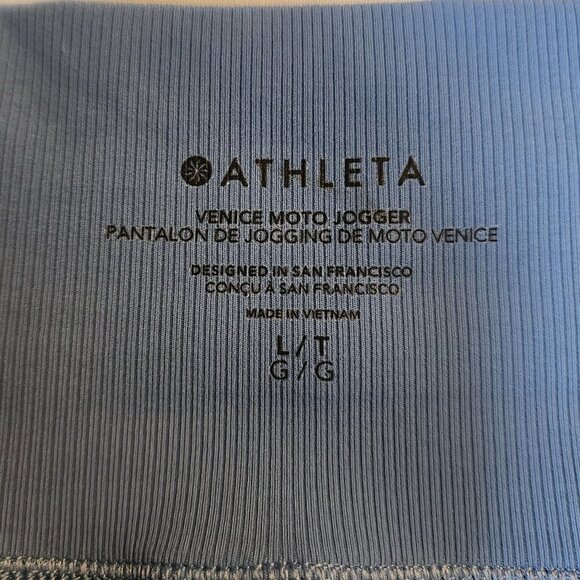 ATHLETA
VENICE MOTO JOGGER
PANTALON DE JOGGING DE MOTO VENICE
DESIGNED IN SAN FRANCISCO
CONÇU À SAN FRANCISCO
MADE IN VIETNAM
L/T
G/G